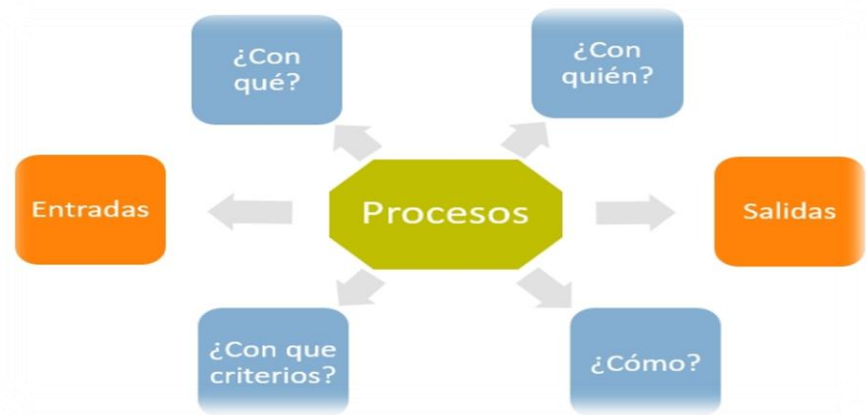 ¿Con
qué?
¿Con
quién?
Entradas
Procesos
Salidas
¿Con que
criterios?
¿Cómo?